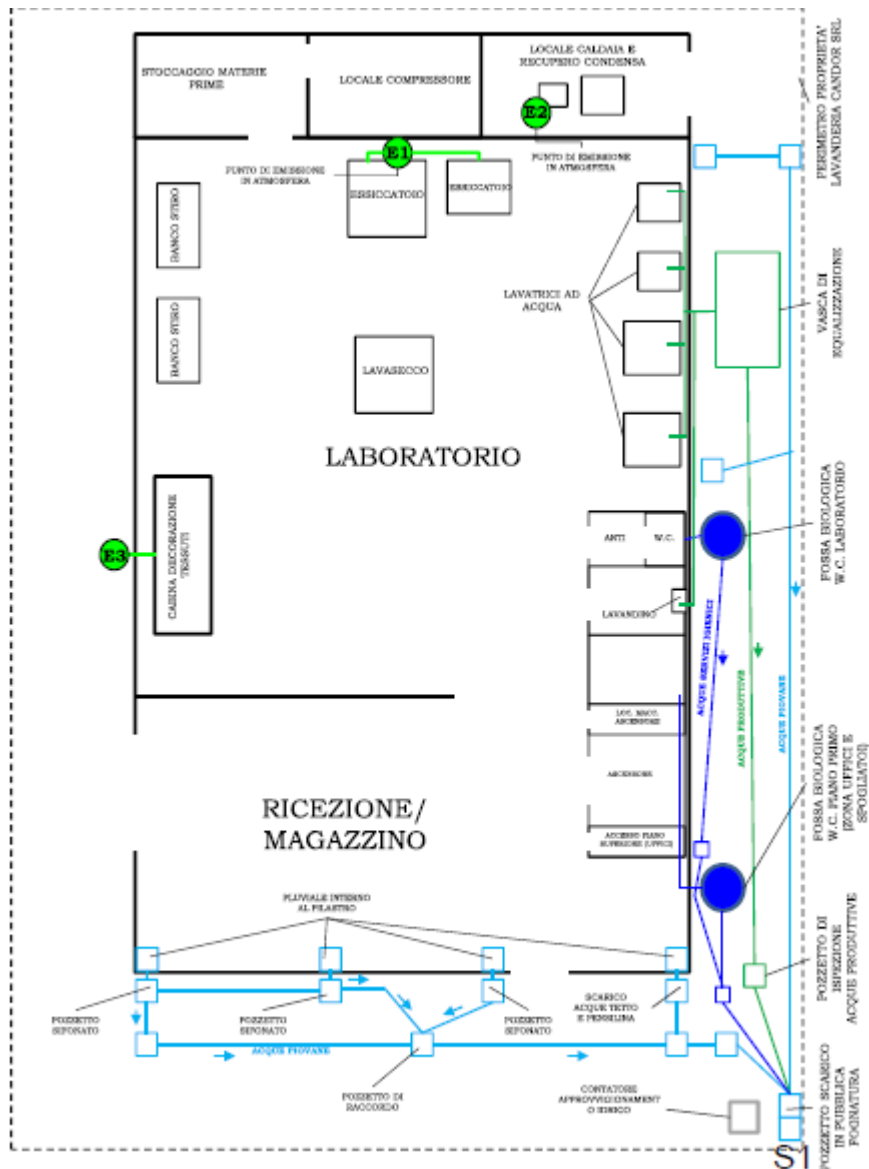 STOCCAGGIO MATERIE
PRIME
LOCALE COMPRESSORE
LOCALE CALDAIA E
RECUPERO CONDENSA
E2
E1
PUNTO DI EMISSIONE
IN ATMOSFERA
PUNTO DI EMISSIONE
IN ATMOSFERA
ESSICCATOIO
ESSICCATOIO
BANCO STIRO
BANCO STIRO
LAVATRICI AD
ACQUA
LAVASECCO
LABORATORIO
E3
CABINA DECORAZIONE
TESSUTI
ANTI
W.C.
LAVANDINO
LOC. MACC.
ASCENSORE
ASCENSORE
ACCESSO PIANO
SUPERIORE (UFFICI)
RICEZIONE/
MAGAZZINO
PLUVIALE INTERNO
AL PILASTRO
POZZETTO
SIFONATO
POZZETTO
SIFONATO
POZZETTO
SIFONATO
SCARICO
ACQUE TETTO
E PENSILINA
ACQUE PIOVANE
POZZETTO DI
RACCORDO
CONTATORE
APPROVVIGIONAMENT
O IDRICO
S1
ACQUE SERVIZI IGIENICI
ACQUE PRODUTTIVE
ACQUE PIOVANE
PERIMETRO PROPRIETA'
LAVANDERIA CANDOR SRL
VASCA DI
EQUALIZZAZIONE
FOSSA BIOLOGICA
W.C. LABORATORIO
FOSSA BIOLOGICA
W.C. PIANO PRIMO
(ZONA UFFICI E
SPOGLIATOI)
POZZETTO DI
ISPEZIONE
ACQUE PRODUTTIVE
POZZETTO SCARICO
IN PUBBLICA
FOGNATURA